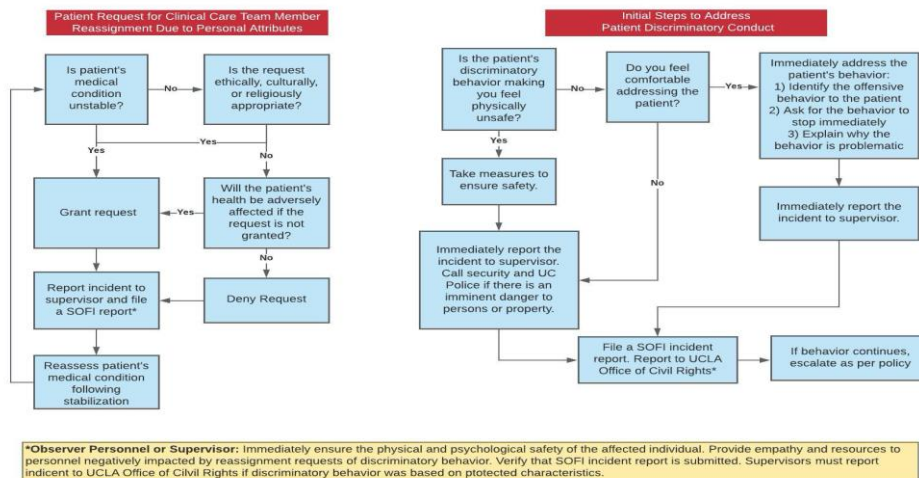 Patient Request for Clinical Care Team Member
Reassignment Due to Personal Attributes
Is patient's
medical
condition
unstable?
No
Is the request
ethically, culturally,
or religiously
appropriate?
Yes
Yes
No
Grant request
Yes
Will the patient's
health be adversely
affected if the
request is not
granted?
No
Report incident to
supervisor and file
a SOFI report*
Deny Request
Reassess patient's
medical condition
following
stabilization
Initial Steps to Address
Patient Discriminatory Conduct
Is the patient's
discriminatory
behavior making
you feel
physically
unsafe?
No
Do you feel
comfortable
addressing the
patient?
Yes
Immediately address the
patient's behavior:
1) Identify the offensive
behavior to the patient
2) Ask for the behavior to
stop immediately
3) Explain why the
behavior is problematic
Yes
No
Take measures to
ensure safety.
Immediately report the
incident to supervisor.
Immediately report the
incident to supervisor.
Call security and UC
Police if there is an
imminent danger to
persons or property.
File a SOFI incident
report. Report to UCLA
Office of Civil Rights*
If behavior continues,
escalate as per policy
*Observer Personnel or Supervisor: Immediately ensure the physical and psychological safety of the affected individual. Provide empathy and resources to
personnel negatively impacted by reassignment requests of discriminatory behavior. Verify that SOFI incident report is submitted. Supervisors must report
indicent to UCLA Office of Cilvil Rights if discriminatory behavior was based on ptotected characteristics.